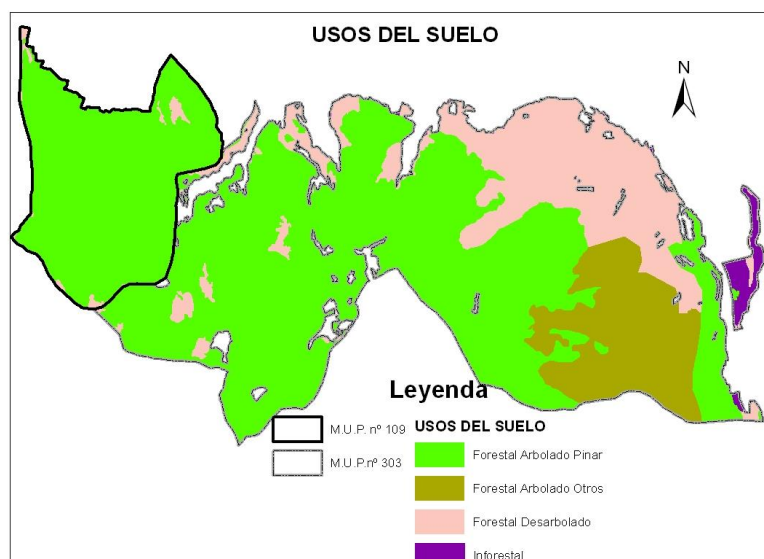 USOS DEL SUELO
N
Leyenda
M.U.P. nº 109
M.U.P.nº 303
USOS DEL SUELO
Forestal Arbolado Pinar
Forestal Arbolado Otros
Forestal Desarbolado
Inforestal